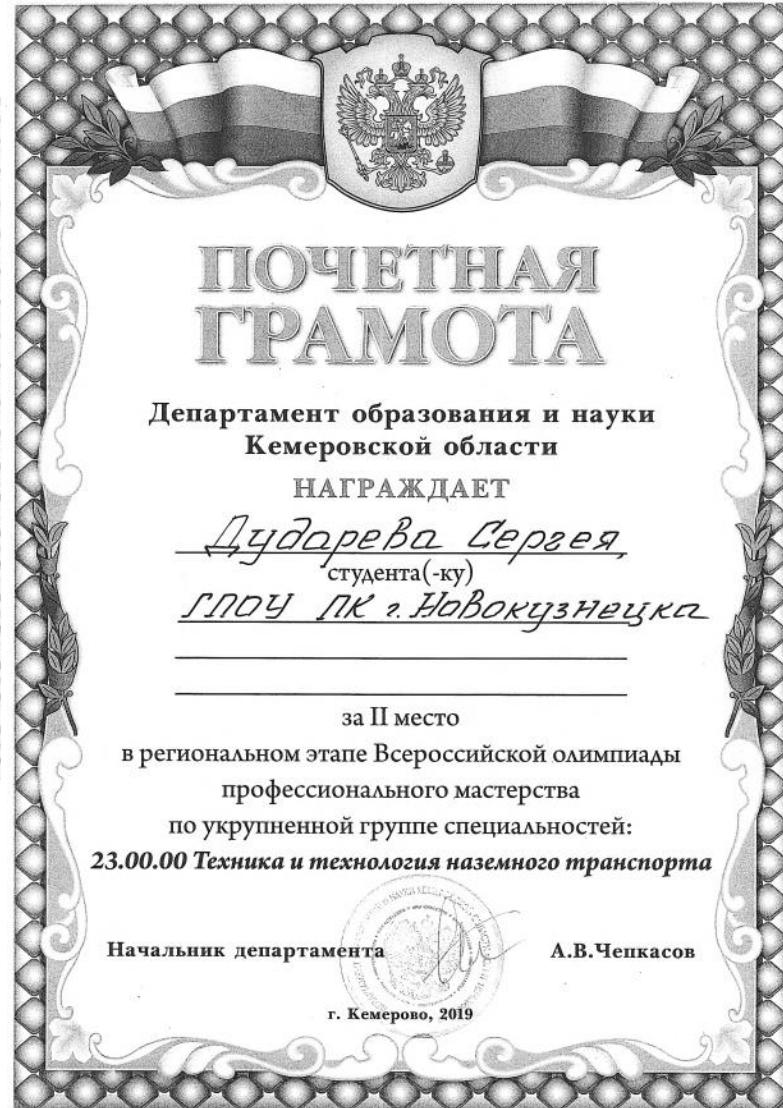 ПОЧЕТНАЯ
ГРАМОТА
Департамент образования и науки
Кемеровской области
НАГРАЖДАЕТ
Дударева Сергея,
студента(-ку)
ГПОУ ПК г. Новокузнецка
за II место
в региональном этапе Всероссийской олимпиады
профессионального мастерства
по укрупненной группе специальностей:
23.00.00 Техника и технология наземного транспорта
Начальник департамента А.В.Чепкасов
г. Кемерово, 2019